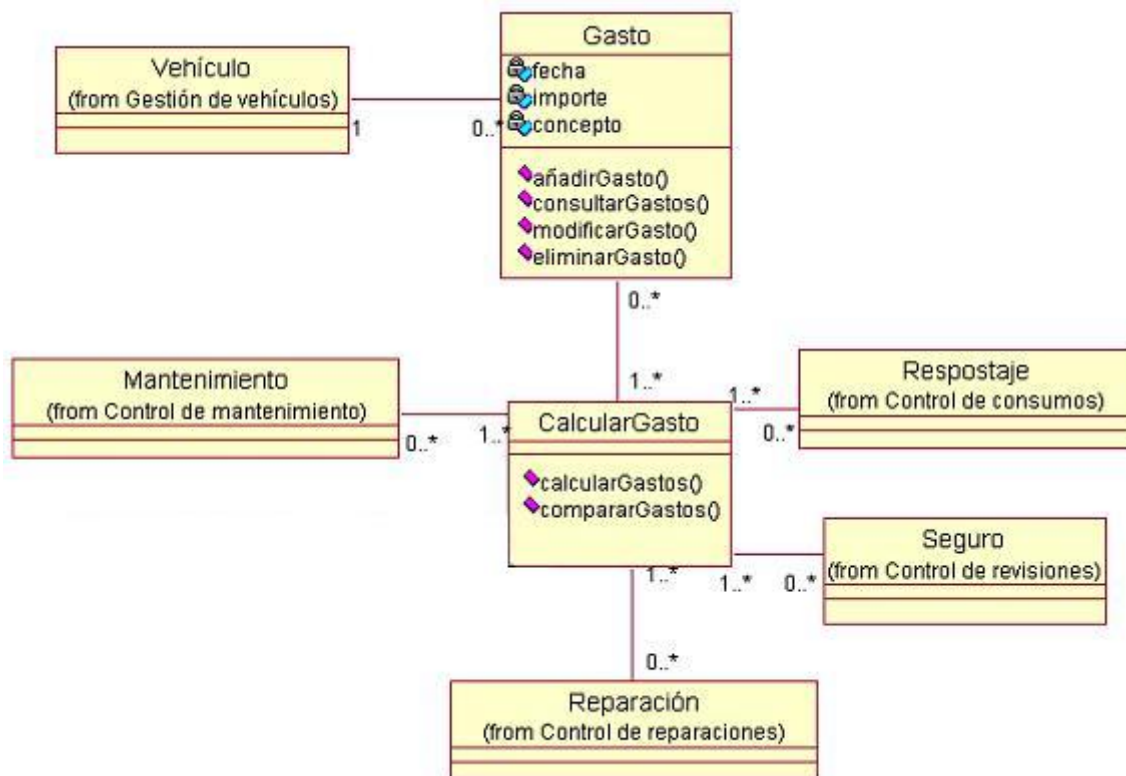 Gasto
fecha
importe
concepto
añadirGasto()
consultarGastos()
modificarGasto()
eliminarGasto()
Vehículo
(from Gestión de vehículos)
1
0..*
0..*
1..*
Mantenimiento
(from Control de mantenimiento)
0..*
1..*
CalcularGasto
calcularGastos()
compararGastos()
1..*
0..*
Respostaje
(from Control de consumos)
1..*
0..*
Seguro
(from Control de revisiones)
1..*
0..*
Reparación
(from Control de reparaciones)